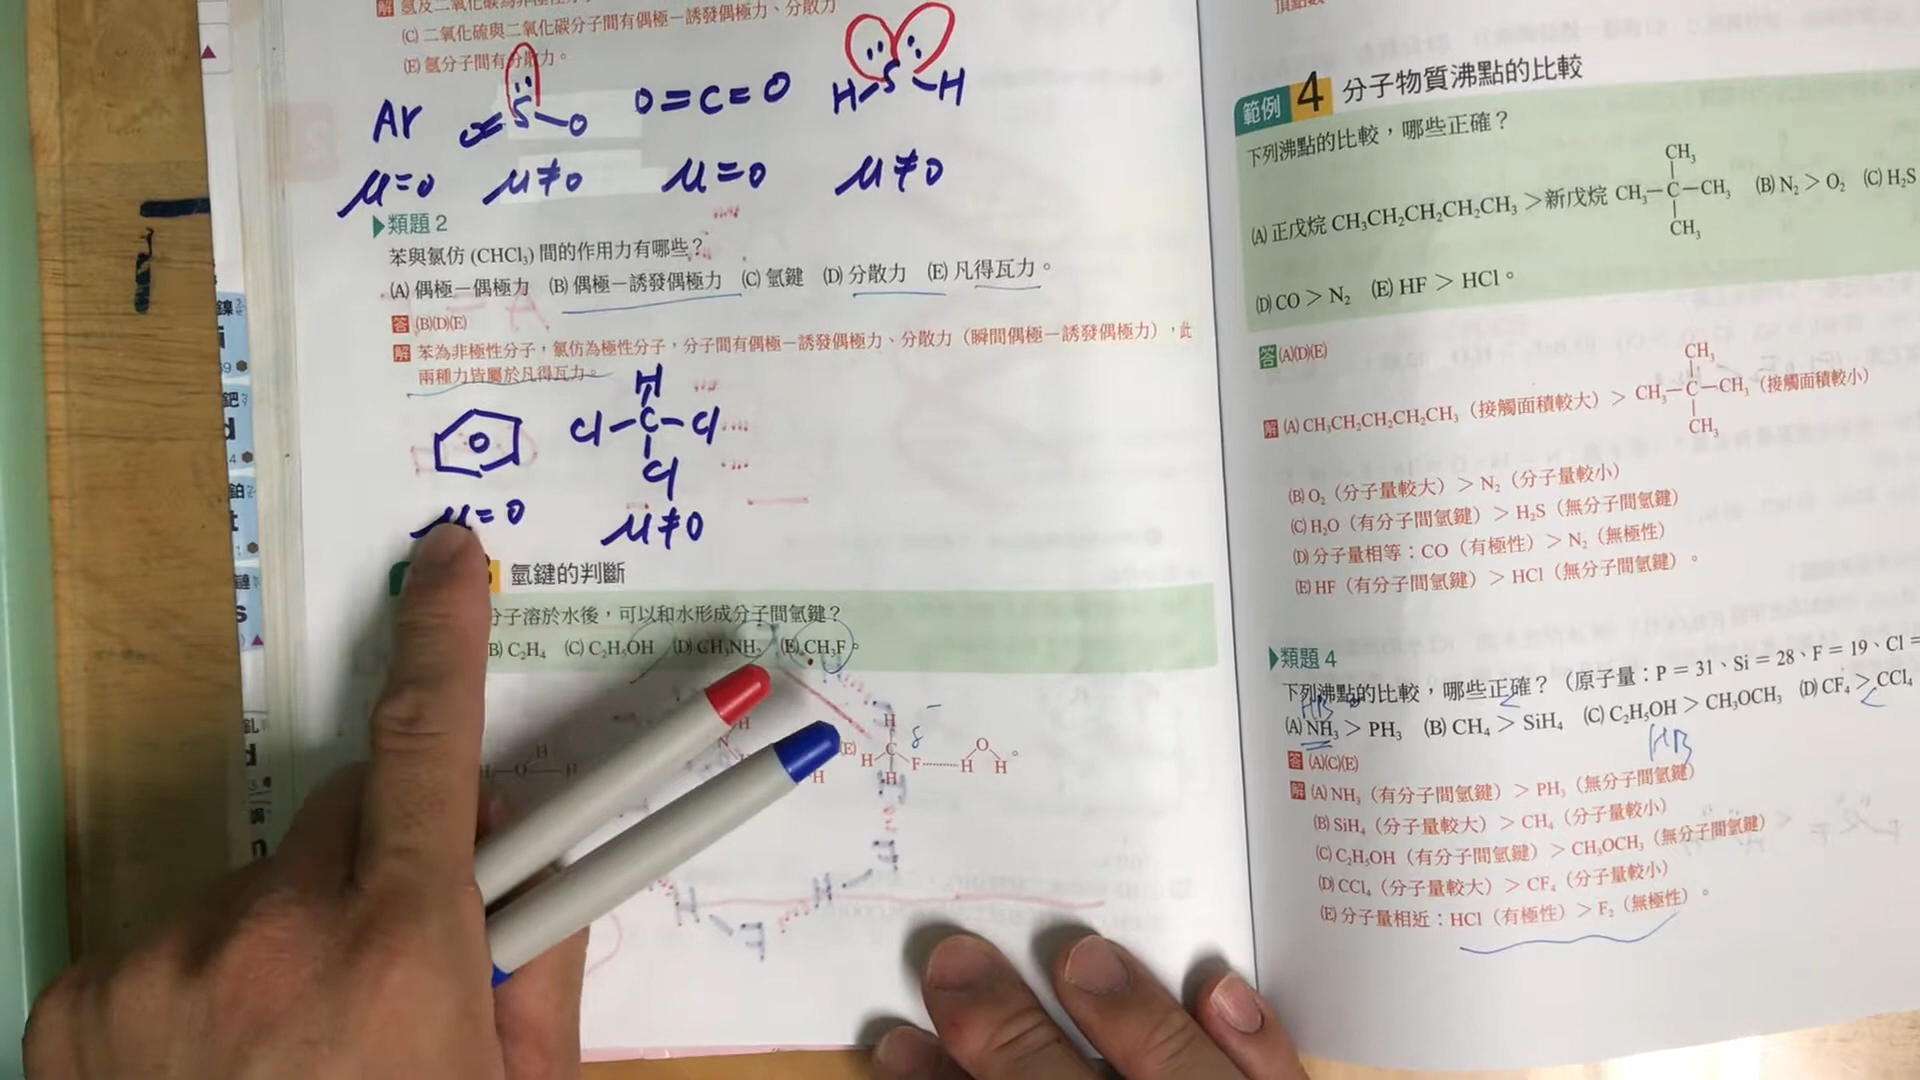 (C) 二氧化硫與二氧化碳分子間有偶極－誘發偶極力、分散力
(E) 氬分子間有分散力。
Ar
O=S-O
O=C=O
H-S-H
μ=0
μ≠0
μ=0
μ≠0
類題2
苯與氯仿 (CHCl₃) 間的作用力有哪些？
(A) 偶極－偶極力 (B) 偶極－誘發偶極力 (C) 氫鍵 (D) 分散力 (E) 凡得瓦力。
答 (B)(D)(E)
解 苯為非極性分子，氯仿為極性分子，分子間有偶極－誘發偶極力、分散力（瞬間偶極－誘發偶極力），此
兩種力皆屬於凡得瓦力。
H
Cl-C-Cl
Cl
μ=0
μ≠0
氫鍵的判斷
分子溶於水後，可以和水形成分子間氫鍵？
(B) C₂H₄ (C) C₂H₅OH (D) CH₃NH₂ (E) CH₃F。
(E)
H
H C F H O H
H
範例 4 分子物質沸點的比較
下列沸點的比較，哪些正確？
CH₃
(A) 正戊烷 CH₃CH₂CH₂CH₂CH₃＞新戊烷 CH₃－C－CH₃ (B) N₂＞O₂ (C) H₂S
CH₃
(D) CO＞N₂ (E) HF＞HCl。
答 (A)(D)(E)
CH₃
解 (A) CH₃CH₂CH₂CH₂CH₃（接觸面積較大）＞CH₃－C－CH₃（接觸面積較小）
CH₃
(B) O₂（分子量較大）＞N₂（分子量較小）
(C) H₂O（有分子間氫鍵）＞H₂S（無分子間氫鍵）
(D) 分子量相等：CO（有極性）＞N₂（無極性）
(E) HF（有分子間氫鍵）＞HCl（無分子間氫鍵）。
類題4
下列沸點的比較，哪些正確？（原子量：P＝31、Si＝28、F＝19、Cl＝
HB
(A) NH₃＞PH₃ (B) CH₄＞SiH₄ (C) C₂H₅OH＞CH₃OCH₃ (D) CF₄＞CCl₄
HB
答 (A)(C)(E)
解 (A) NH₃（有分子間氫鍵）＞PH₃（無分子間氫鍵）
(B) SiH₄（分子量較大）＞CH₄（分子量較小）
(C) C₂H₅OH（有分子間氫鍵）＞CH₃OCH₃（無分子間氫鍵）
(D) CCl₄（分子量較大）＞CF₄（分子量較小）
(E) 分子量相近：HCl（有極性）＞F₂（無極性）。